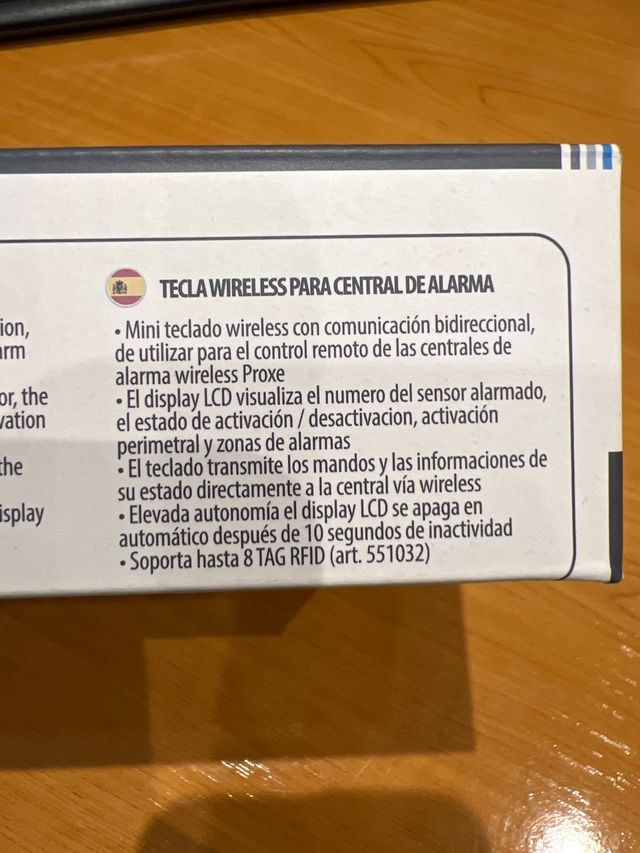 ion,
arm
or, the
vation
the
isplay
TECLA WIRELESS PARA CENTRAL DE ALARMA
• Mini teclado wireless con comunicación bidireccional,
de utilizar para el control remoto de las centrales de
alarma wireless Proxe
• El display LCD visualiza el numero del sensor alarmado,
el estado de activación / desactivacion, activación
perimetral y zonas de alarmas
• El teclado transmite los mandos y las informaciones de
su estado directamente a la central vía wireless
• Elevada autonomía el display LCD se apaga en
automático después de 10 segundos de inactividad
• Soporta hasta 8 TAG RFID (art. 551032)